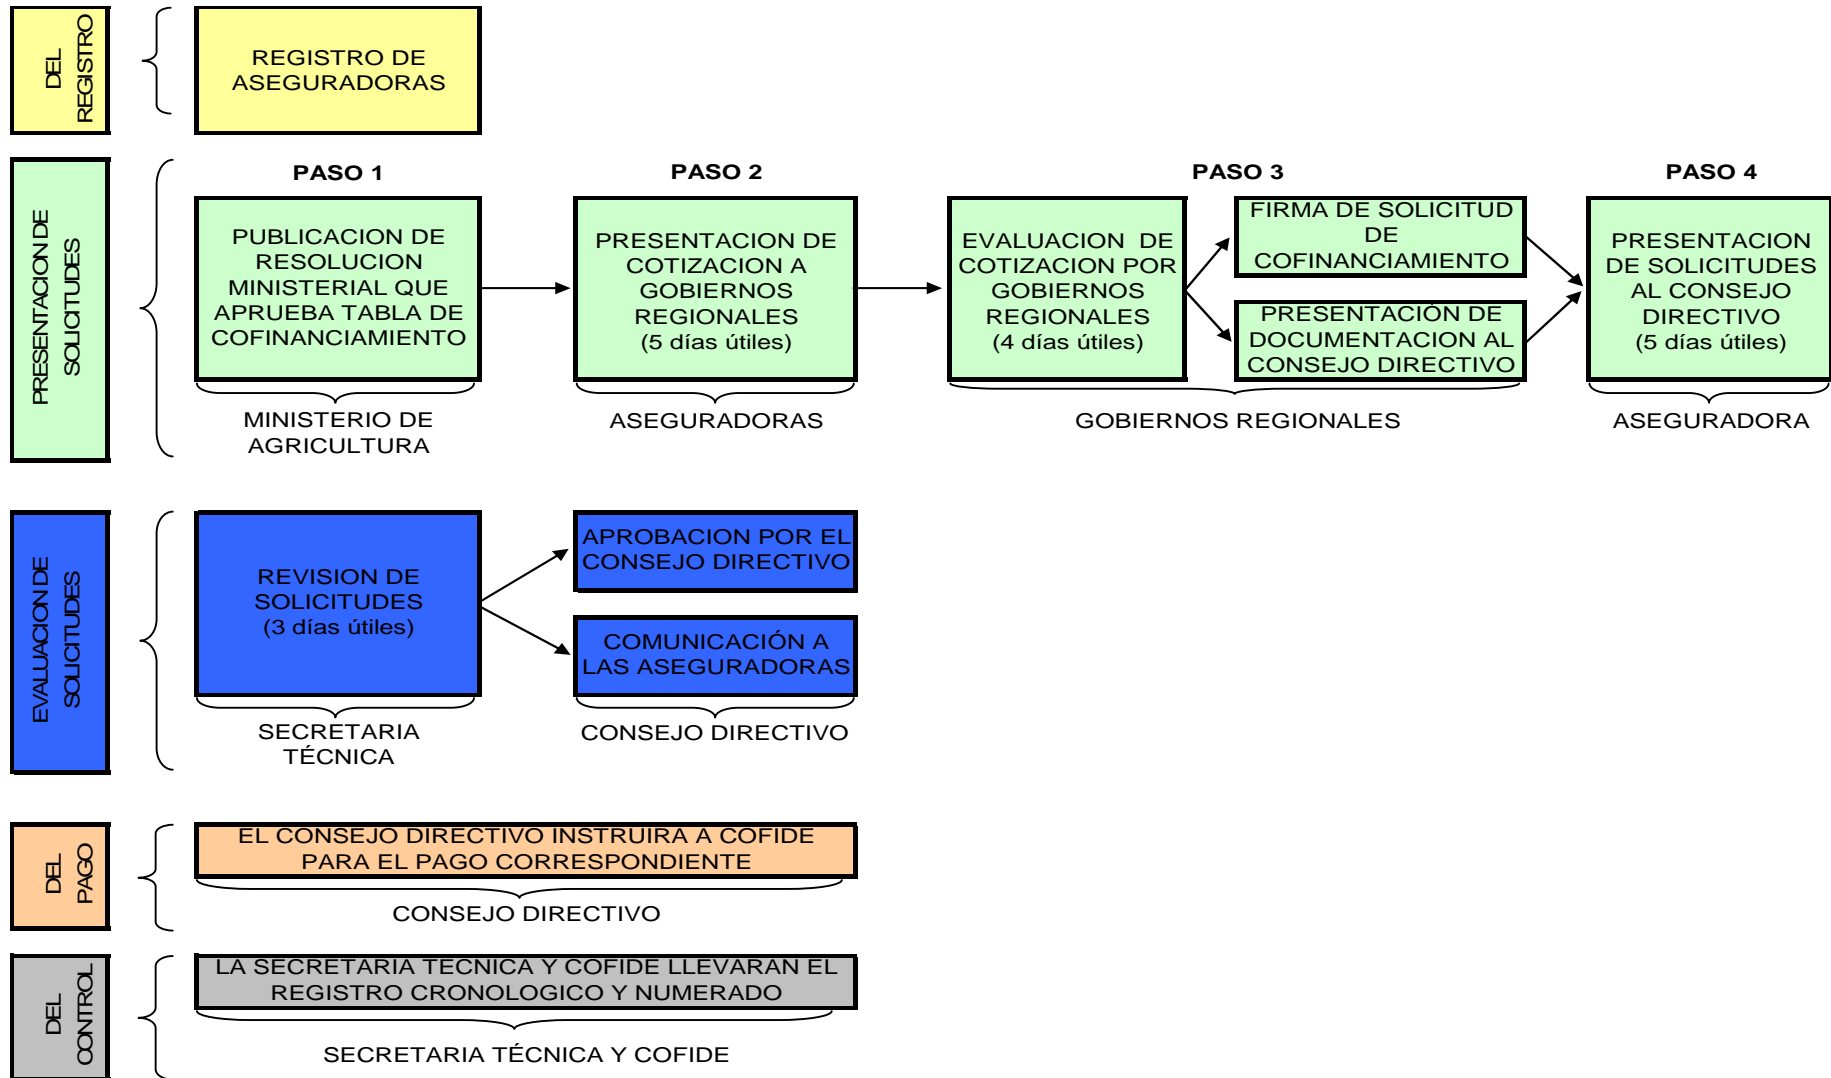 DEL
REGISTRO
REGISTRO DE
ASEGURADORAS
PRESENTACION DE
SOLICITUDES
PASO 1
PUBLICACION DE
RESOLUCION
MINISTERIAL QUE
APRUEBA TABLA DE
COFINANCIAMIENTO
MINISTERIO DE
AGRICULTURA
PASO 2
PRESENTACION DE
COTIZACION A
GOBIERNOS
REGIONALES
(5 días útiles)
ASEGURADORAS
PASO 3
EVALUACION DE
COTIZACION POR
GOBIERNOS
REGIONALES
(4 días útiles)
FIRMA DE SOLICITUD
DE
COFINANCIAMIENTO
PRESENTACIÓN DE
DOCUMENTACION AL
CONSEJO DIRECTIVO
GOBIERNOS REGIONALES
PASO 4
PRESENTACION
DE SOLICITUDES
AL CONSEJO
DIRECTIVO
(5 días útiles)
ASEGURADORA
EVALUACION DE
SOLICITUDES
REVISION DE
SOLICITUDES
(3 días útiles)
SECRETARIA
TÉCNICA
APROBACION POR EL
CONSEJO DIRECTIVO
COMUNICACIÓN A
LAS ASEGURADORAS
CONSEJO DIRECTIVO
DEL
PAGO
EL CONSEJO DIRECTIVO INSTRUIRA A COFIDE
PARA EL PAGO CORRESPONDIENTE
CONSEJO DIRECTIVO
DEL
CONTROL
LA SECRETARIA TECNICA Y COFIDE LLEVARAN EL
REGISTRO CRONOLOGICO Y NUMERADO
SECRETARIA TÉCNICA Y COFIDE